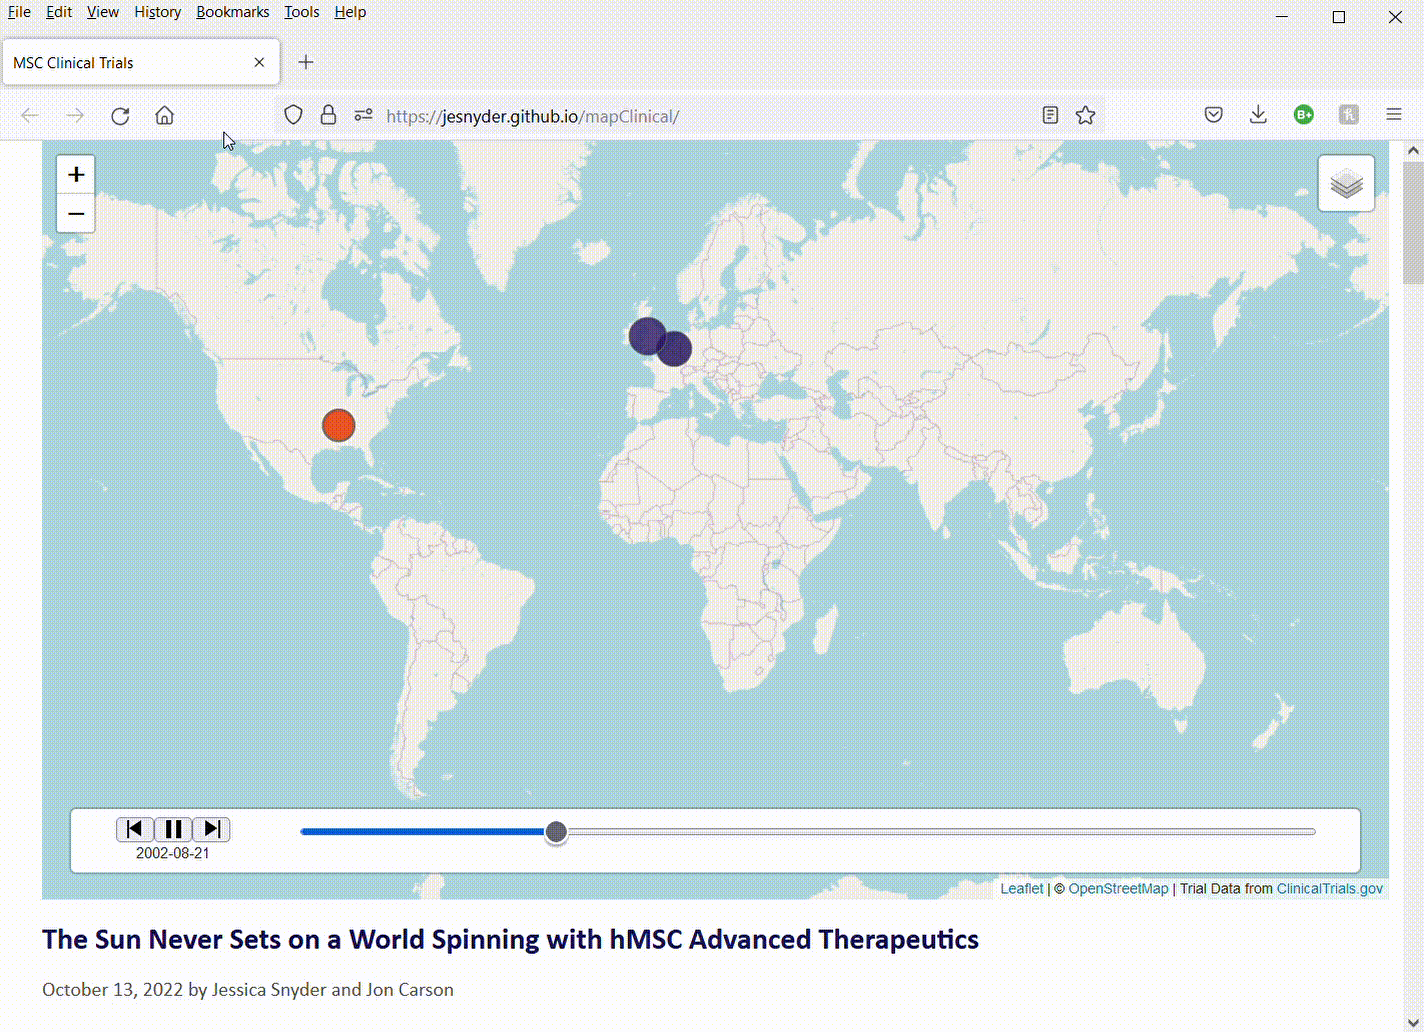 File Edit View History Bookmarks Tools Help
MSC Clinical Trials
https://jesnyder.github.io/mapClinical/
B+
+
−
2002-08-21
Leaflet | © OpenStreetMap | Trial Data from ClinicalTrials.gov
The Sun Never Sets on a World Spinning with hMSC Advanced Therapeutics
October 13, 2022 by Jessica Snyder and Jon Carson